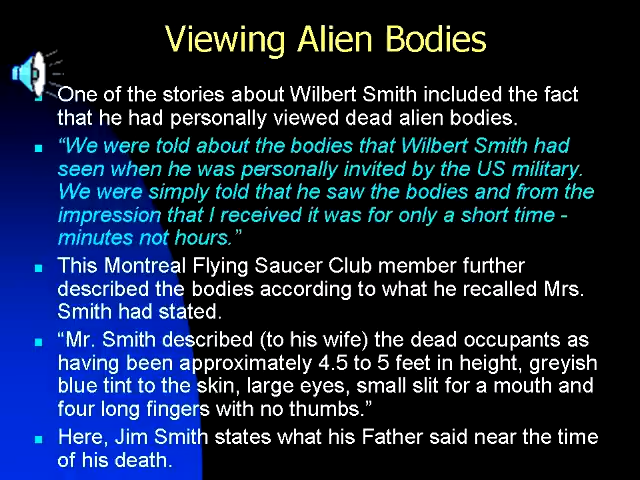 Viewing Alien Bodies
One of the stories about Wilbert Smith included the fact
that he had personally viewed dead alien bodies.
“We were told about the bodies that Wilbert Smith had
seen when he was personally invited by the US military.
We were simply told that he saw the bodies and from the
impression that I received it was for only a short time -
minutes not hours.”
This Montreal Flying Saucer Club member further
described the bodies according to what he recalled Mrs.
Smith had stated.
“Mr. Smith described (to his wife) the dead occupants as
having been approximately 4.5 to 5 feet in height, greyish
blue tint to the skin, large eyes, small slit for a mouth and
four long fingers with no thumbs.”
Here, Jim Smith states what his Father said near the time
of his death.